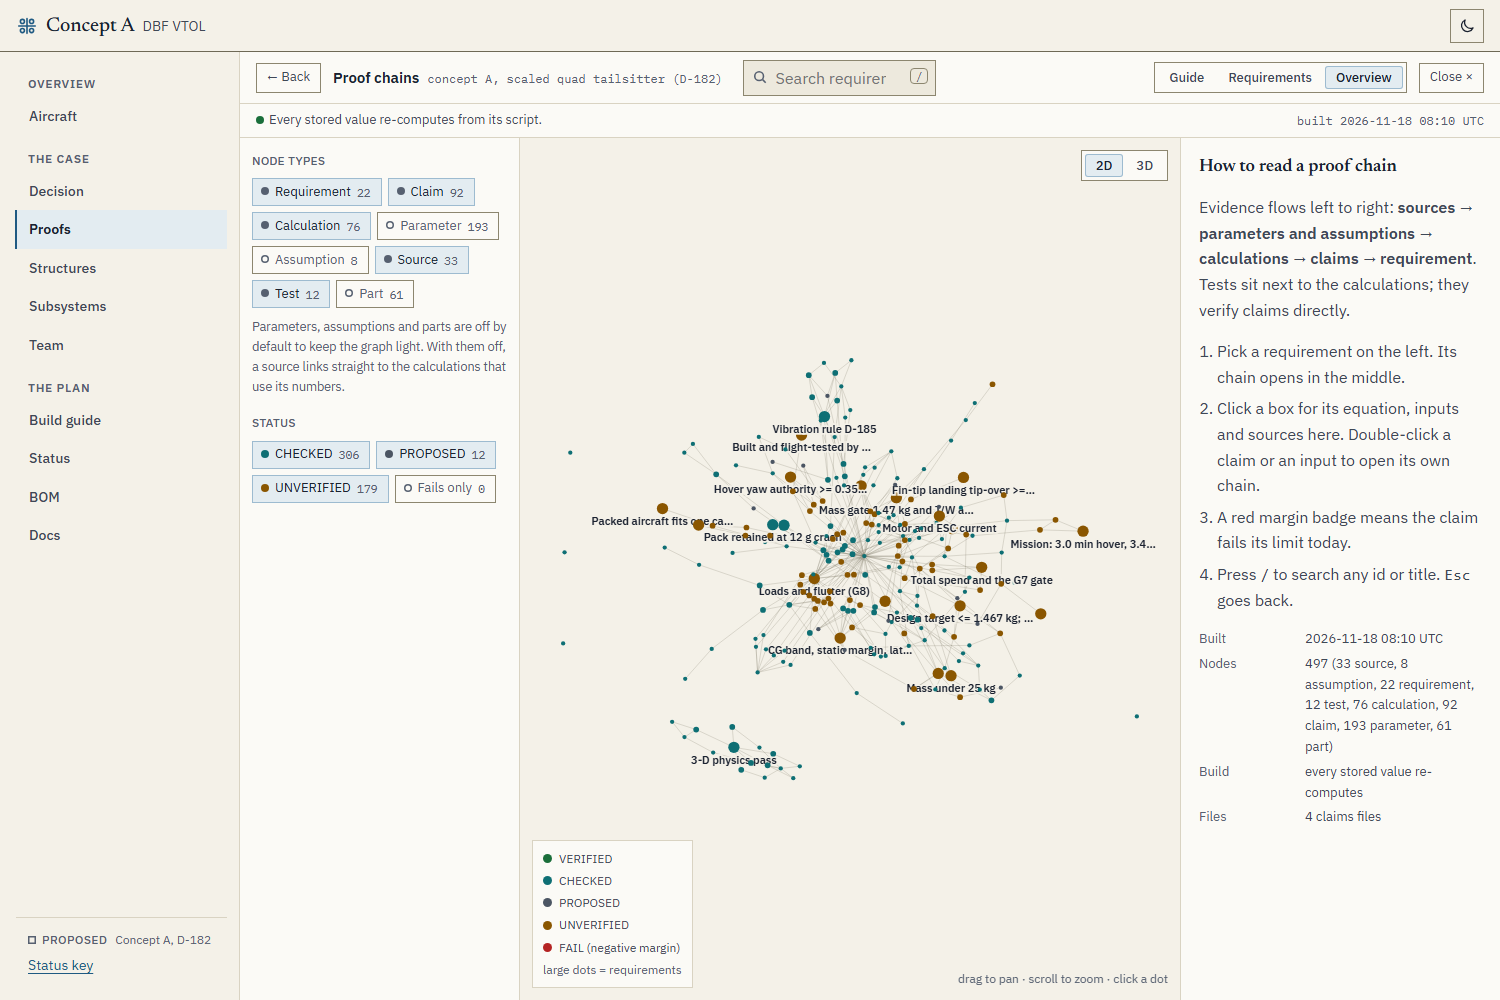 Concept A DBF VTOL
OVERVIEW
Aircraft
THE CASE
Decision
Proofs
Structures
Subsystems
Team
THE PLAN
Build guide
Status
BOM
Docs
PROPOSED Concept A, D-182
Status key
← Back Proof chains concept A, scaled quad tailsitter (D-182) Search requirer / Guide Requirements Overview Close ×
Every stored value re-computes from its script. built 2026-11-18 08:10 UTC
NODE TYPES
Requirement 22 Claim 92
Calculation 76 Parameter 193
Assumption 8 Source 33
Test 12 Part 61
Parameters, assumptions and parts are off by
default to keep the graph light. With them off,
a source links straight to the calculations that
use its numbers.
STATUS
CHECKED 306 PROPOSED 12
UNVERIFIED 179 Fails only 0
2D 3D
Vibration rule D-185
Built and flight-tested by ...
Hover yaw authority >= 0.35...
Fin-tip landing tip-over >=...
Mass gate 1.47 kg and T/W a...
Packed aircraft fits one ca...
Motor and ESC current
Pack retained at 12 g crash
Mission: 3.0 min hover, 3.4...
Total spend and the G7 gate
Loads and flutter (G8)
Design target <= 1.467 kg; ...
CG band, static margin, lat...
Mass under 25 kg
3-D physics pass
VERIFIED
CHECKED
PROPOSED
UNVERIFIED
FAIL (negative margin)
large dots = requirements
drag to pan · scroll to zoom · click a dot
How to read a proof chain
Evidence flows left to right: sources →
parameters and assumptions →
calculations → claims → requirement.
Tests sit next to the calculations; they
verify claims directly.
1. Pick a requirement on the left. Its
chain opens in the middle.
2. Click a box for its equation, inputs
and sources here. Double-click a
claim or an input to open its own
chain.
3. A red margin badge means the claim
fails its limit today.
4. Press / to search any id or title. Esc
goes back.
Built 2026-11-18 08:10 UTC
Nodes 497 (33 source, 8
assumption, 22 requirement,
12 test, 76 calculation, 92
claim, 193 parameter, 61
part)
Build every stored value re-
computes
Files 4 claims files